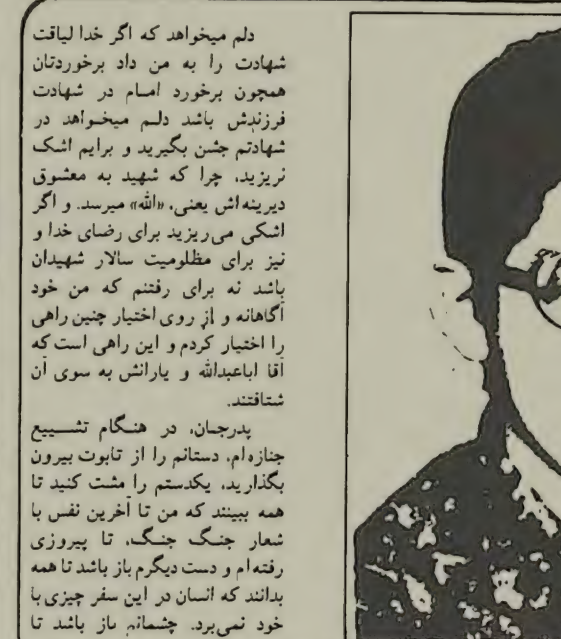 دلم میخواهد که اگر خدا لیاقت
شهادت را به من داد برخوردتان
همچون برخورد امام در شهادت
فرزندش باشد دلم میخواهد در
شهادتم جشن بگیرید و برایم اشک
نریزید، چرا که شهید به معشوق
دیرینه‌اش یعنی، «الله» میرسد. و اگر
اشکی می‌ریزید برای رضای خدا و
نیز برای مظلومیت سالار شهیدان
باشد نه برای رفتنم که من خود
آگاهانه و از روی اختیار چنین راهی
را اختیار کردم و این راهی است که
آقا اباعبدالله و یارانش به سوی آن
شتافتند.
پدرجان، در هنگام تشییع
جنازه‌ام، دستانم را از تابوت بیرون
بگذارید، یکدستم را مشت کنید تا
همه ببینند که من تا آخرین نفس با
شعار جنگ جنگ، تا پیروزی
رفته‌ام و دست دیگرم باز باشد تا همه
بدانند که انسان در این سفر چیزی با
خود نمی‌برد. چشمانم باز باشد تا